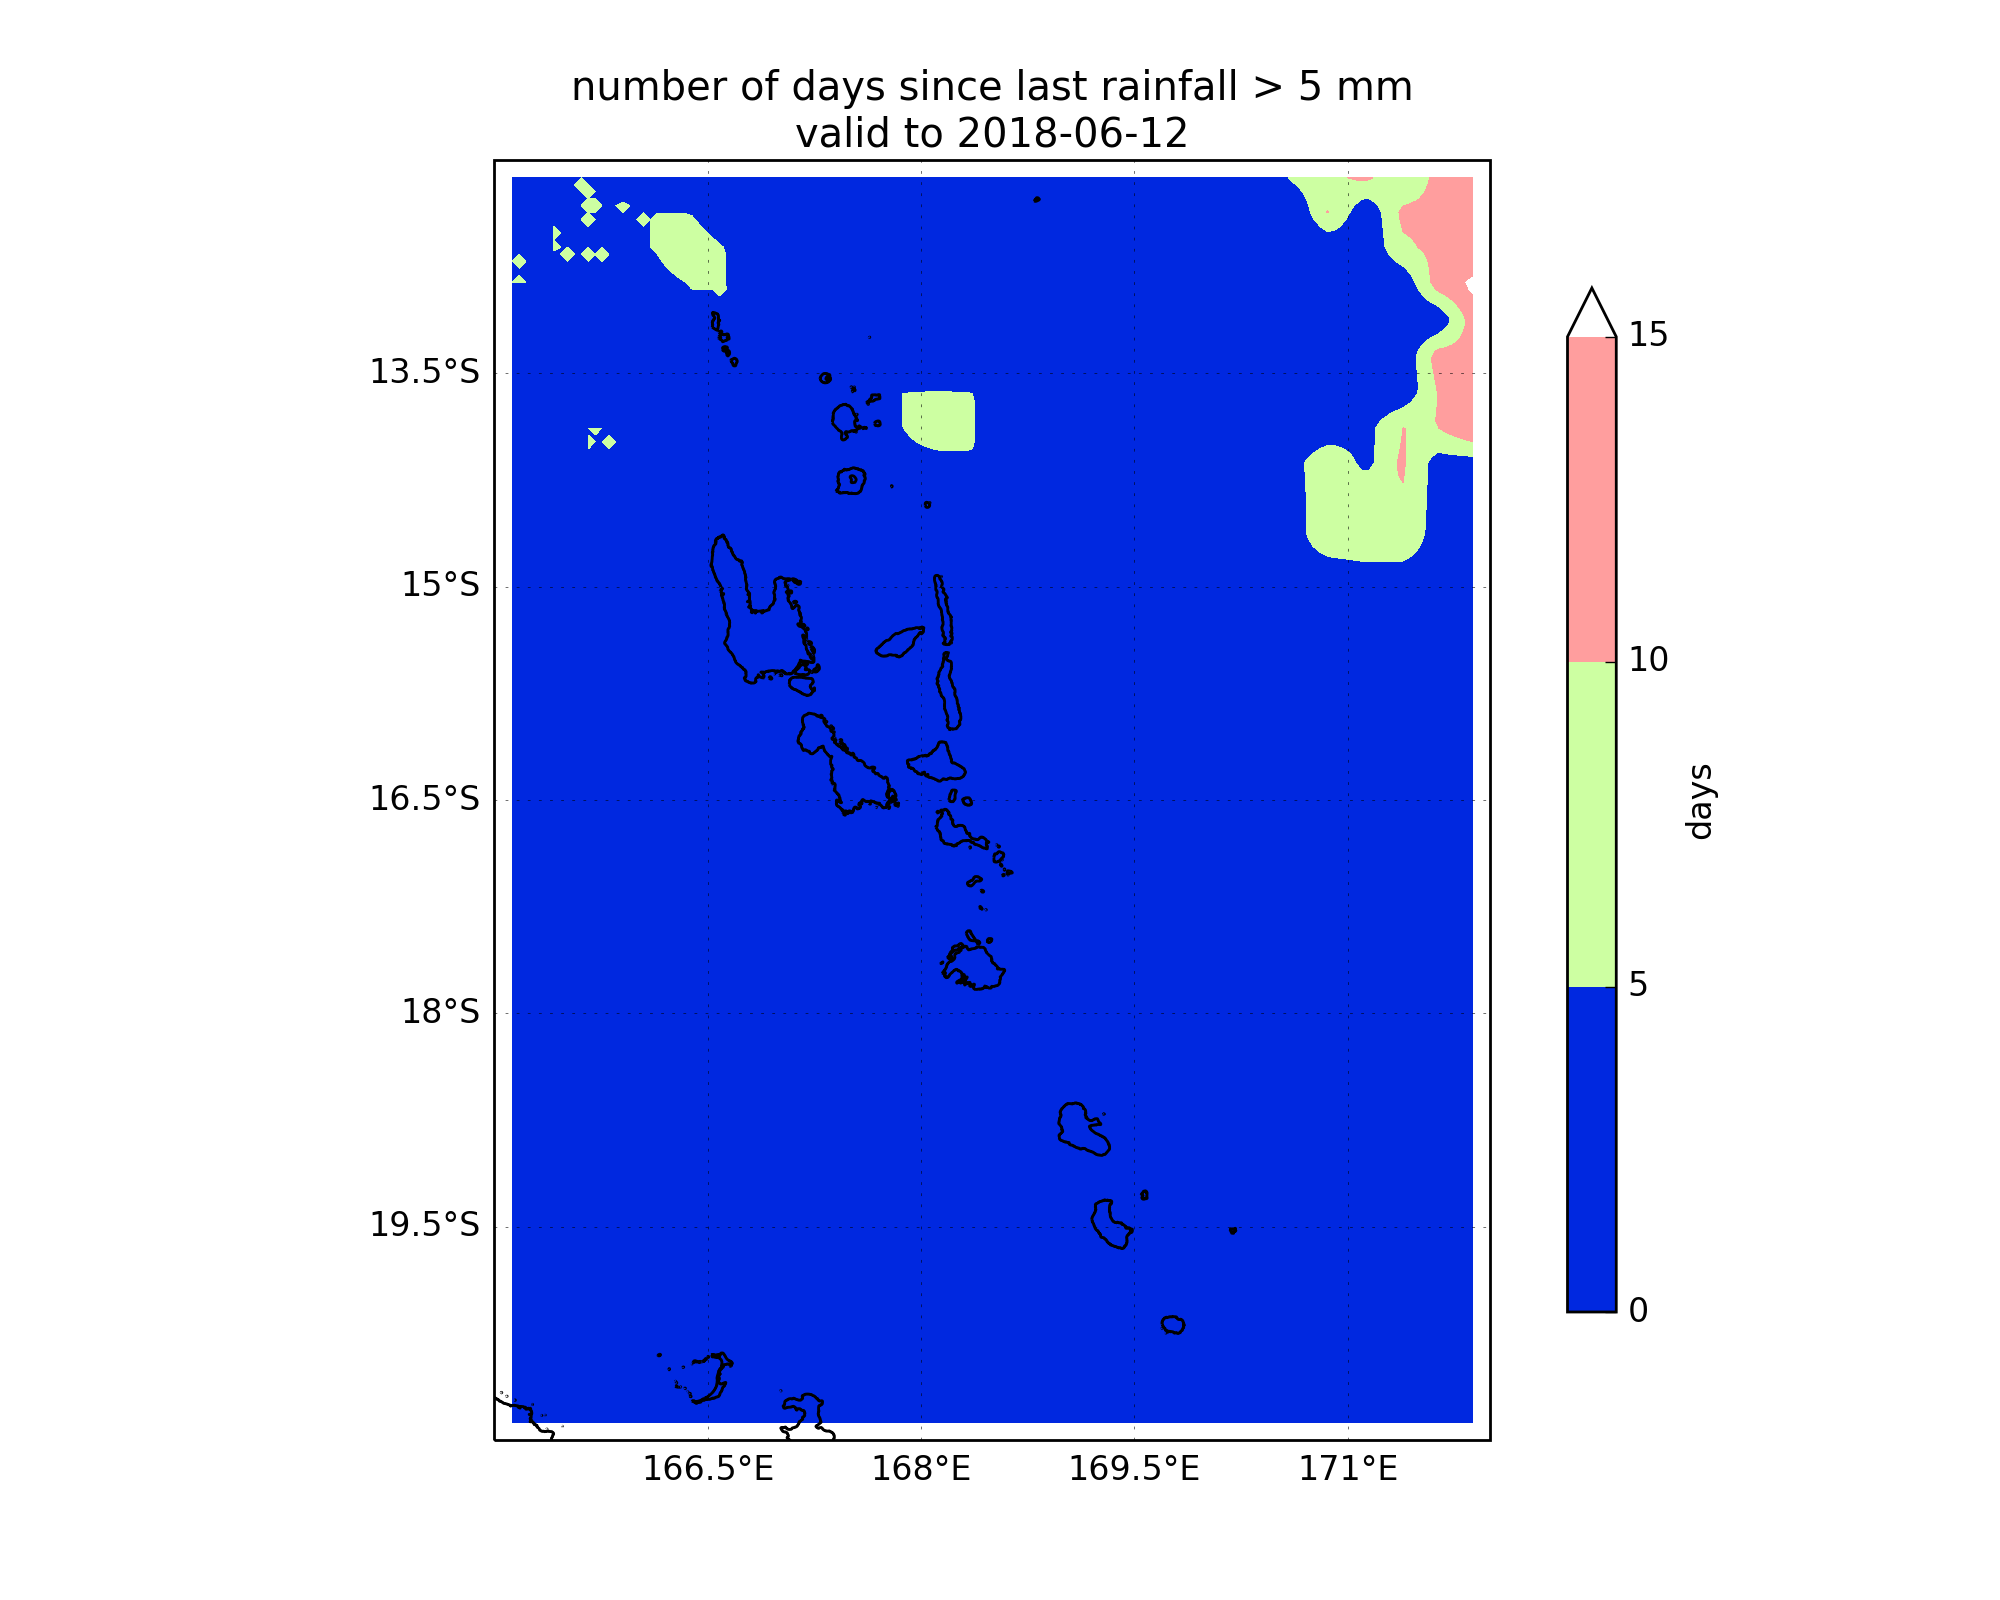 number of days since last rainfall > 5 mm
valid to 2018-06-12
13.5°S
15°S
16.5°S
18°S
19.5°S
166.5°E
168°E
169.5°E
171°E
15
10
5
0
days